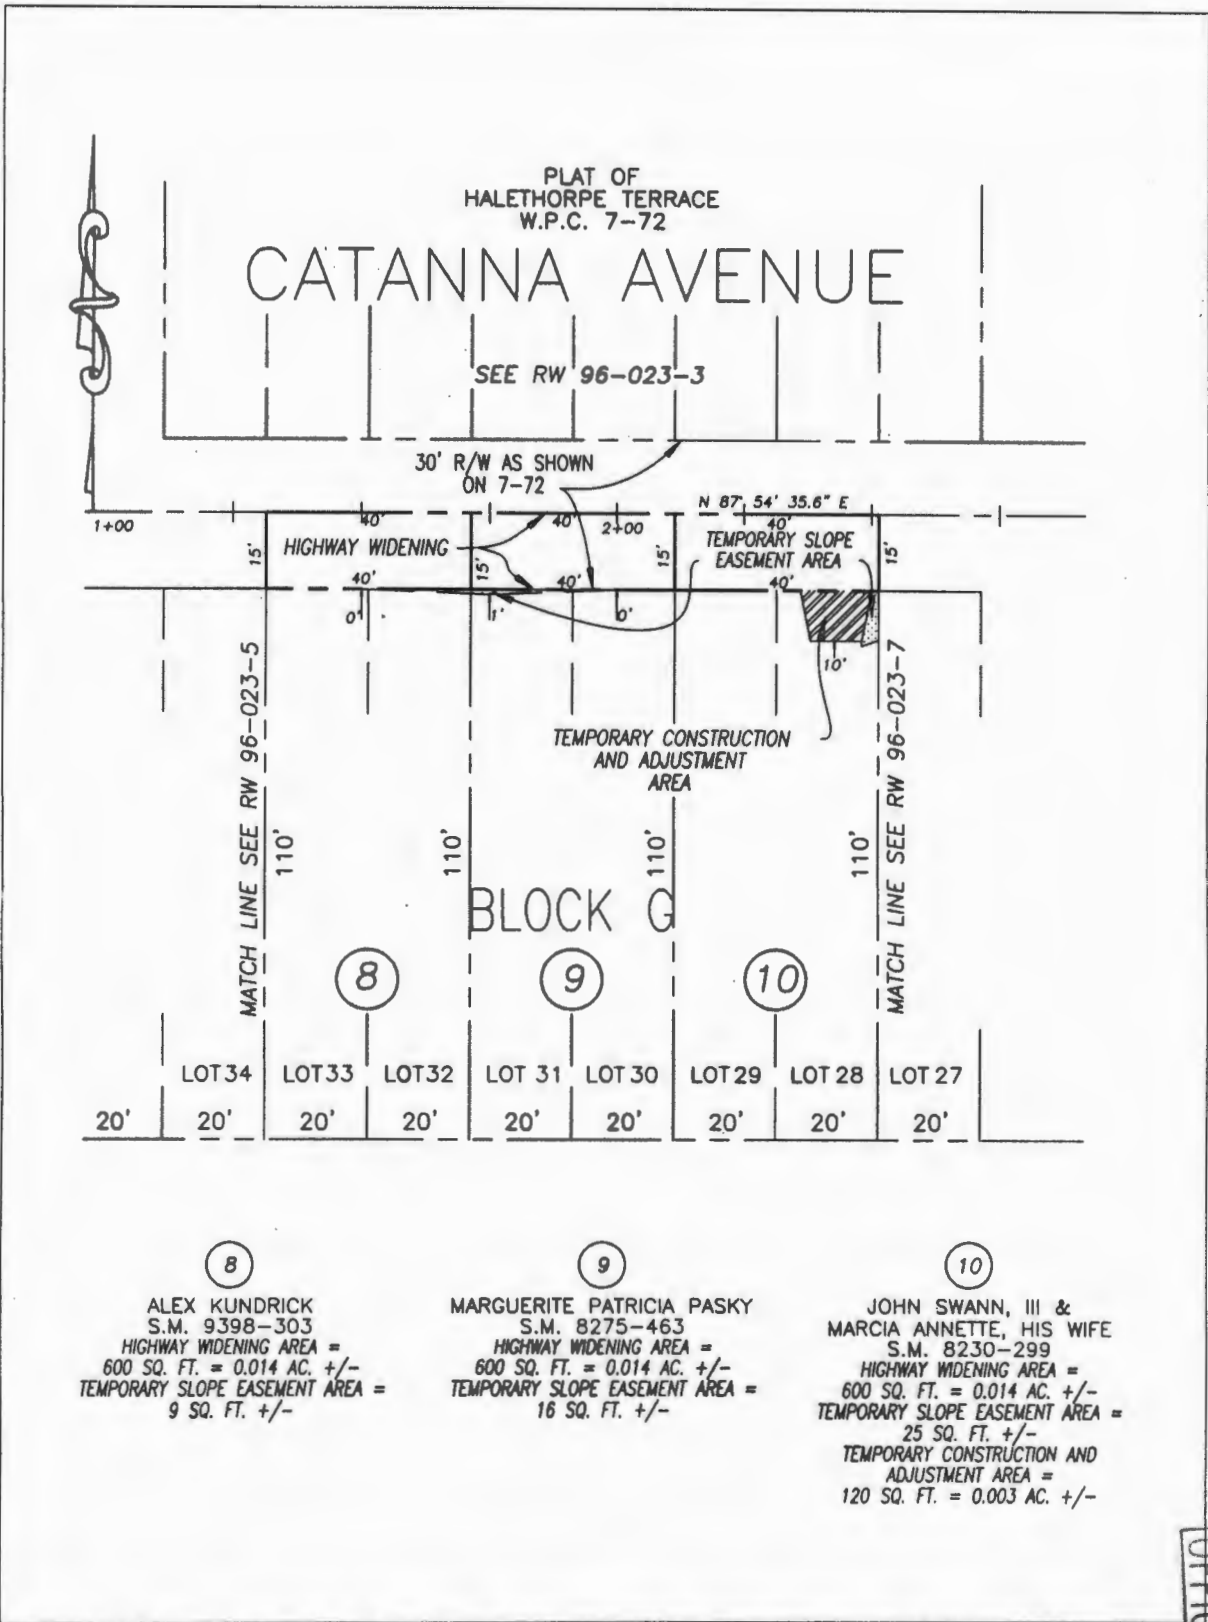 PLAT OF
HALETHORPE TERRACE
W.P.C. 7-72
CATANNA AVENUE
SEE RW 96-023-3
30' R/W AS SHOWN
ON 7-72
N 87° 54' 35.6" E
1+00
40'
40'
2+00
40'
15'
HIGHWAY WIDENING
15'
15'
TEMPORARY SLOPE
EASEMENT AREA
15'
40'
40'
40'
0'
1'
0'
10'
MATCH LINE SEE RW 96-023-5
TEMPORARY CONSTRUCTION
AND ADJUSTMENT
AREA
MATCH LINE SEE RW 96-023-7
110'
110'
110'
110'
BLOCK G
8
9
10
LOT 34 LOT 33 LOT 32 LOT 31 LOT 30 LOT 29 LOT 28 LOT 27
20' 20' 20' 20' 20' 20' 20' 20' 20'
8
ALEX KUNDRICK
S.M. 9398-303
HIGHWAY WIDENING AREA =
600 SQ. FT. = 0.014 AC. +/-
TEMPORARY SLOPE EASEMENT AREA =
9 SQ. FT. +/-
9
MARGUERITE PATRICIA PASKY
S.M. 8275-463
HIGHWAY WIDENING AREA =
600 SQ. FT. = 0.014 AC. +/-
TEMPORARY SLOPE EASEMENT AREA =
16 SQ. FT. +/-
10
JOHN SWANN, III &
MARCIA ANNETTE, HIS WIFE
S.M. 8230-299
HIGHWAY WIDENING AREA =
600 SQ. FT. = 0.014 AC. +/-
TEMPORARY SLOPE EASEMENT AREA =
25 SQ. FT. +/-
TEMPORARY CONSTRUCTION AND
ADJUSTMENT AREA =
120 SQ. FT. = 0.003 AC. +/-